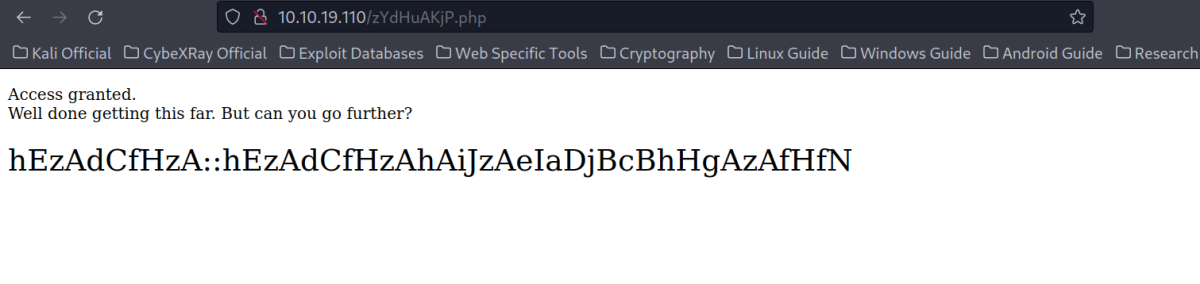 10.10.19.110/zYdHuAKjP.php
Kali Official CybeXRay Official Exploit Databases Web Specific Tools Cryptography Linux Guide Windows Guide Android Guide Research
Access granted.
Well done getting this far. But can you go further?
hEzAdCfHzA::hEzAdCfHzAhAiJzAeIaDjBcBhHgAzAfHfN